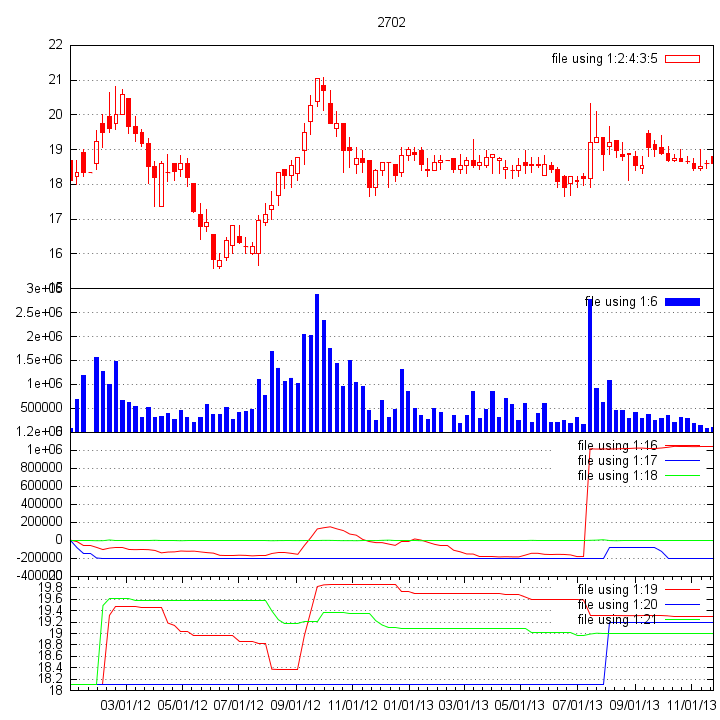 2702
22
file using 1:2:4:3:5
21
20
19
18
17
16
3e+06
file using 1:6
2.5e+06
2e+06
1.5e+06
1e+06
500000
1.2e+06
file using 1:16
1e+06
file using 1:17
800000
file using 1:18
600000
400000
200000
0
-200000
-400000
file using 1:19
19.8
19.6
file using 1:20
19.4
file using 1:21
19.2
19
18.8
18.6
18.4
18.2
18
03/01/12 05/01/12 07/01/12 09/01/12 11/01/12 01/01/13 03/01/13 05/01/13 07/01/13 09/01/13 11/01/13